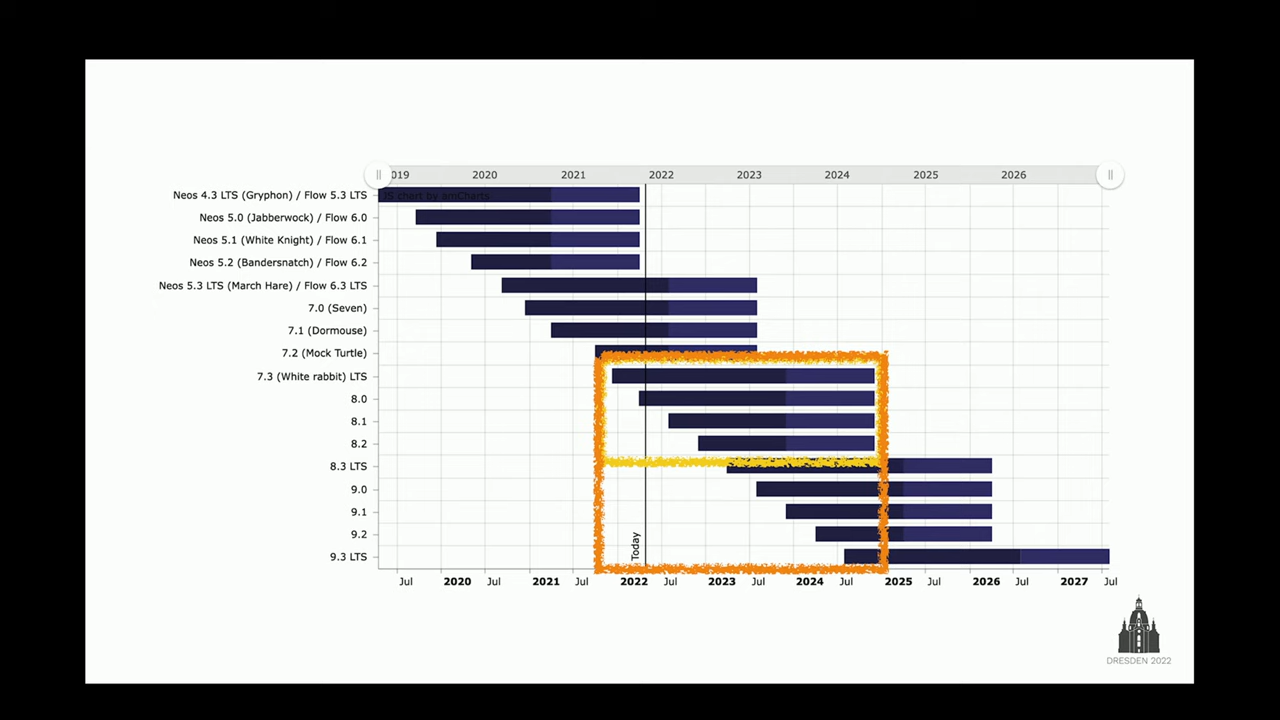 019 2020 2021 2022 2023 2024 2025 2026
Neos 4.3 LTS (Gryphon) / Flow 5.3 LTS
JS chart by amCharts
Neos 5.0 (Jabberwock) / Flow 6.0
Neos 5.1 (White Knight) / Flow 6.1
Neos 5.2 (Bandersnatch) / Flow 6.2
Neos 5.3 LTS (March Hare) / Flow 6.3 LTS
7.0 (Seven)
7.1 (Dormouse)
7.2 (Mock Turtle)
7.3 (White rabbit) LTS
8.0
8.1
8.2
8.3 LTS
9.0
9.1
9.2
9.3 LTS
Today
Jul 2020 Jul 2021 Jul 2022 Jul 2023 Jul 2024 Jul 2025 Jul 2026 Jul 2027 Jul
DRESDEN 2022